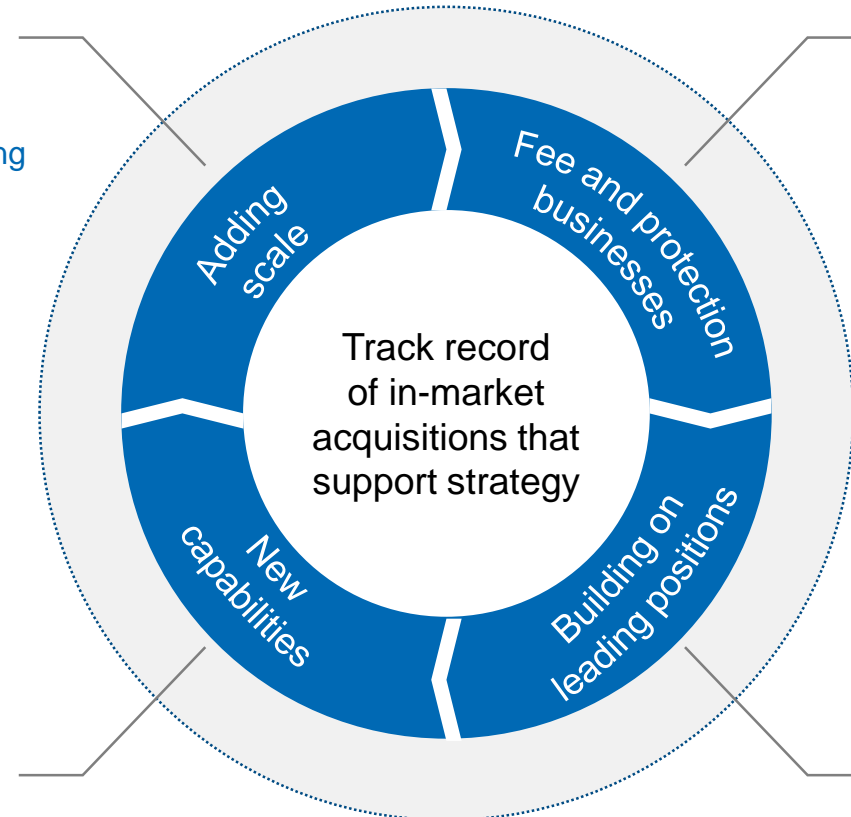 ng
Adding
scale
Fee and protection
businesses
Track record
of in-market
acquisitions that
support strategy
New
capabilities
Building on
leading positions